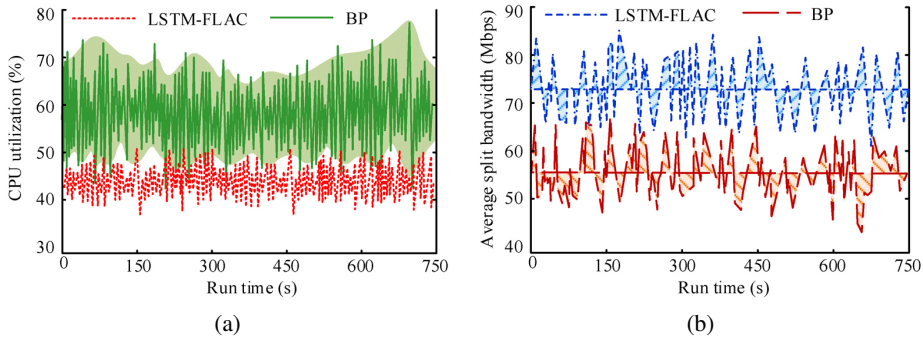 LSTM-FLAC BP
CPU utilization (%)
80
70
60
50
40
30
0 150 300 450 600 750
Run time (s)
(a)
LSTM-FLAC BP
Average split bandwidth (Mbps)
90
80
70
60
50
40
0 150 300 450 600 750
Run time (s)
(b)